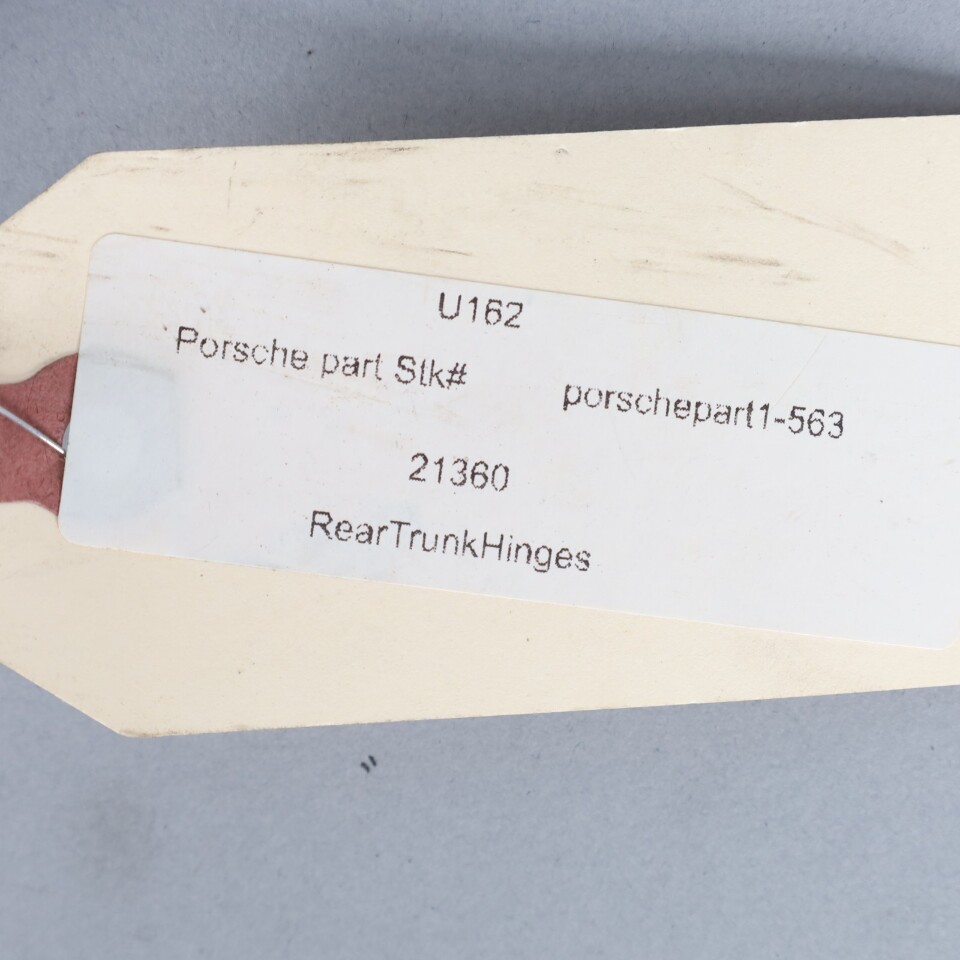 U162
Porsche part Stk# porschepart1-563
21360
RearTrunkHinges